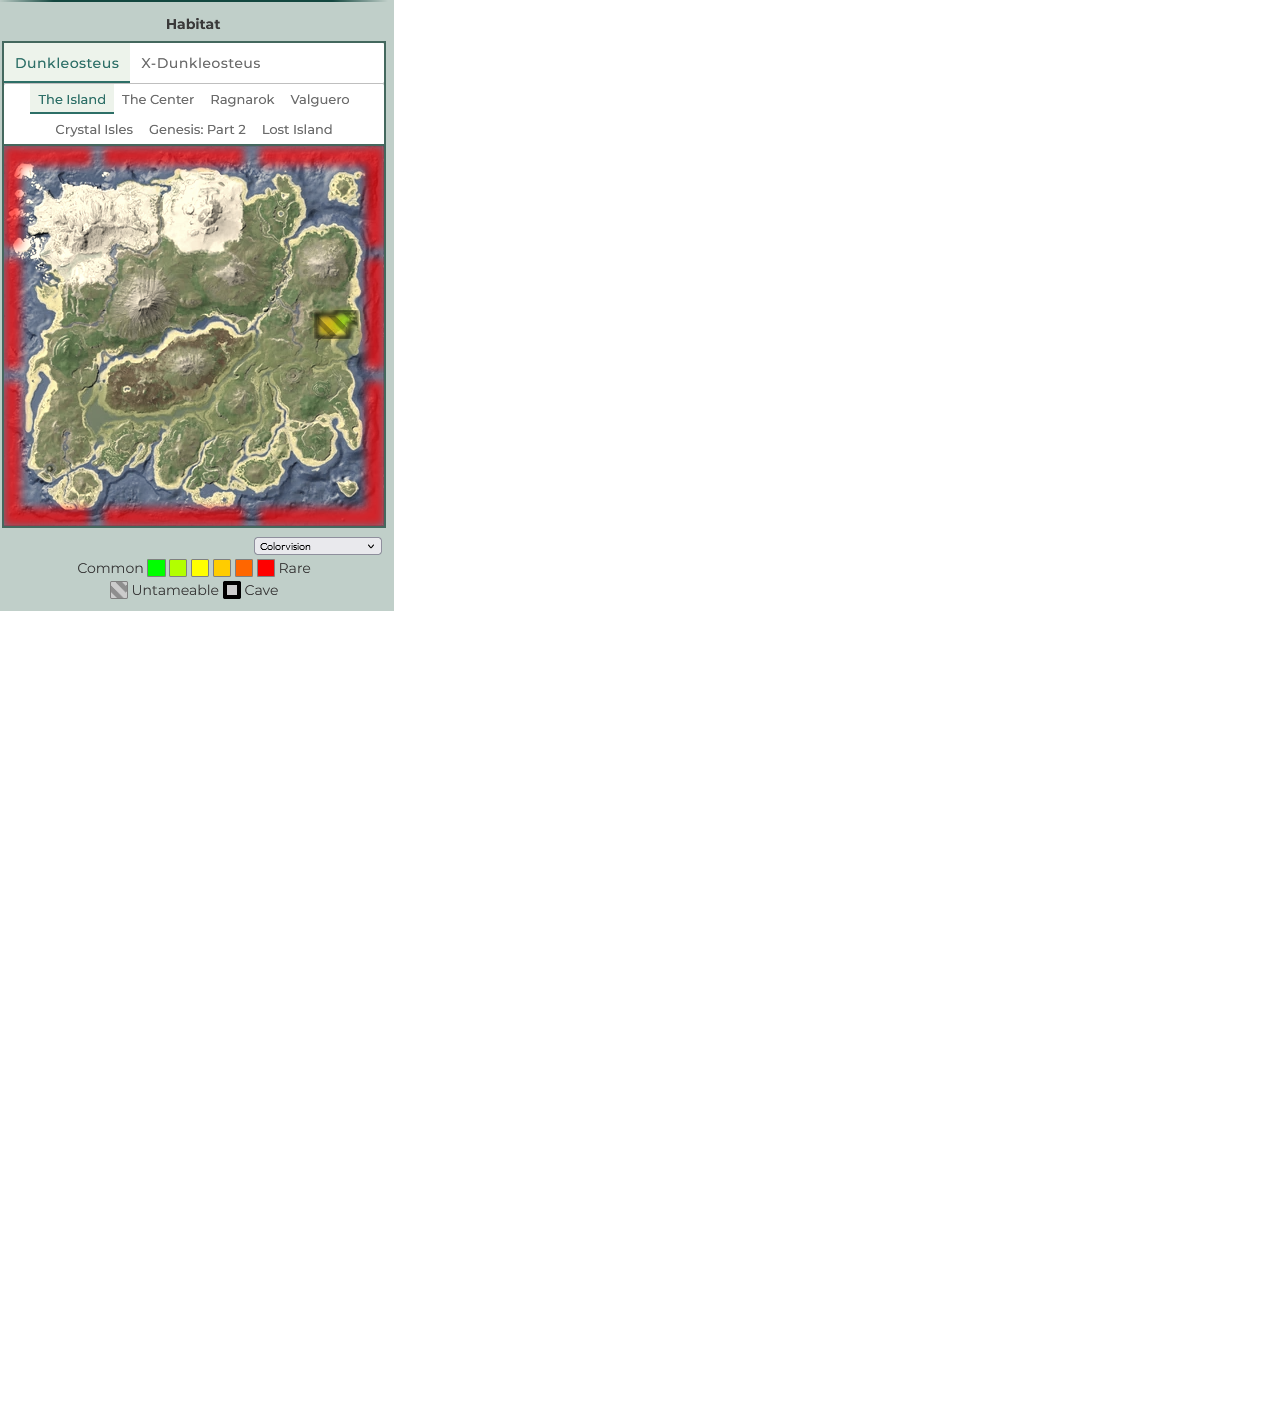 Habitat
Dunkleosteus X-Dunkleosteus
The Island The Center Ragnarok Valguero
Crystal Isles Genesis: Part 2 Lost Island
Colorvision
Common Rare
Untameable Cave